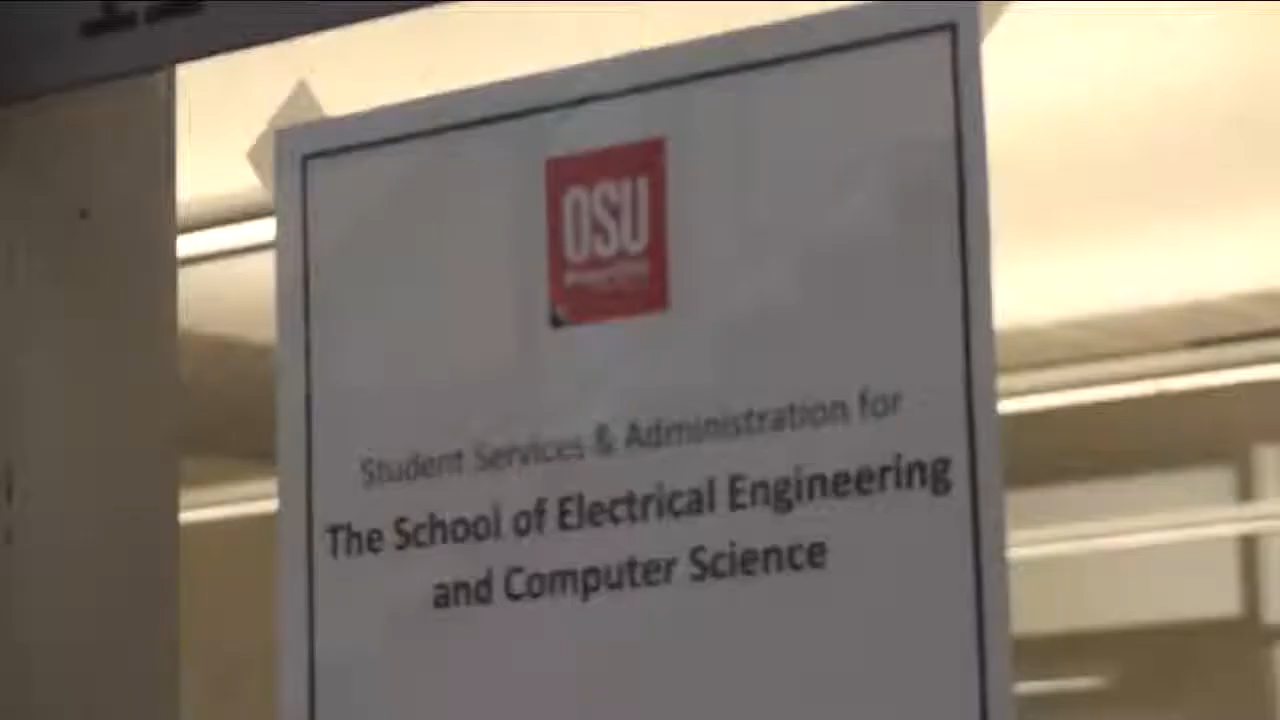 OSU
Student Services & Administration for
The School of Electrical Engineering
and Computer Science